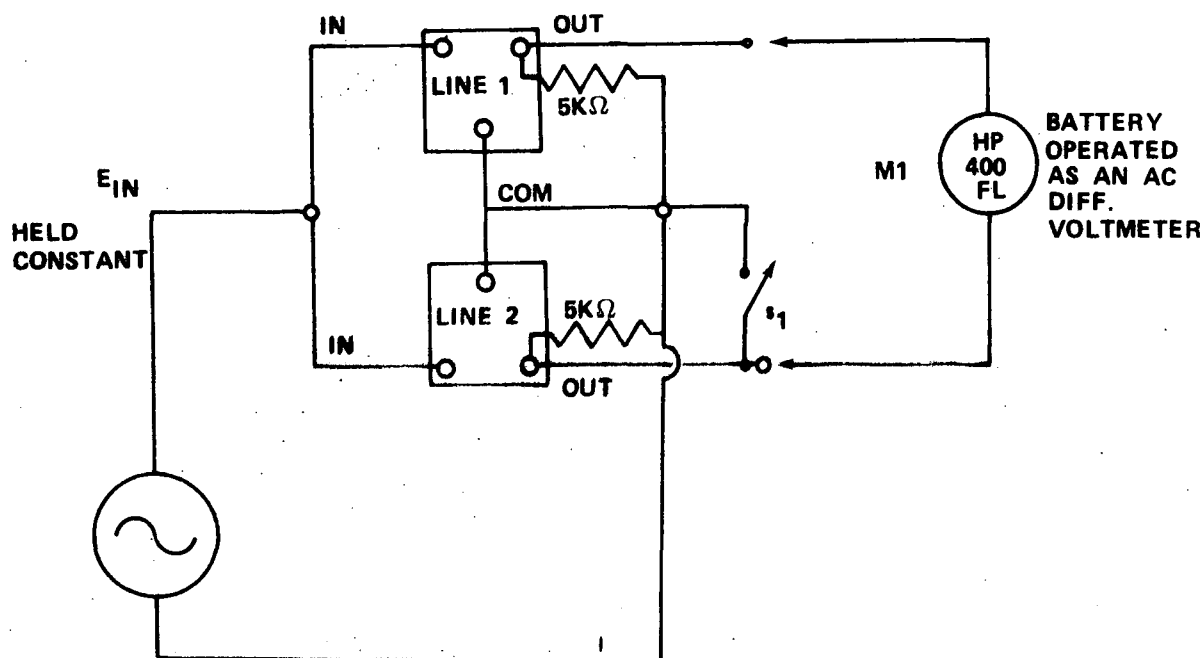 IN
OUT
LINE 1
5KΩ
E_IN
HELD
CONSTANT
COM
M1
HP
400
FL
BATTERY
OPERATED
AS AN AC
DIFF.
VOLTMETER
LINE 2
5KΩ
s1
IN
OUT